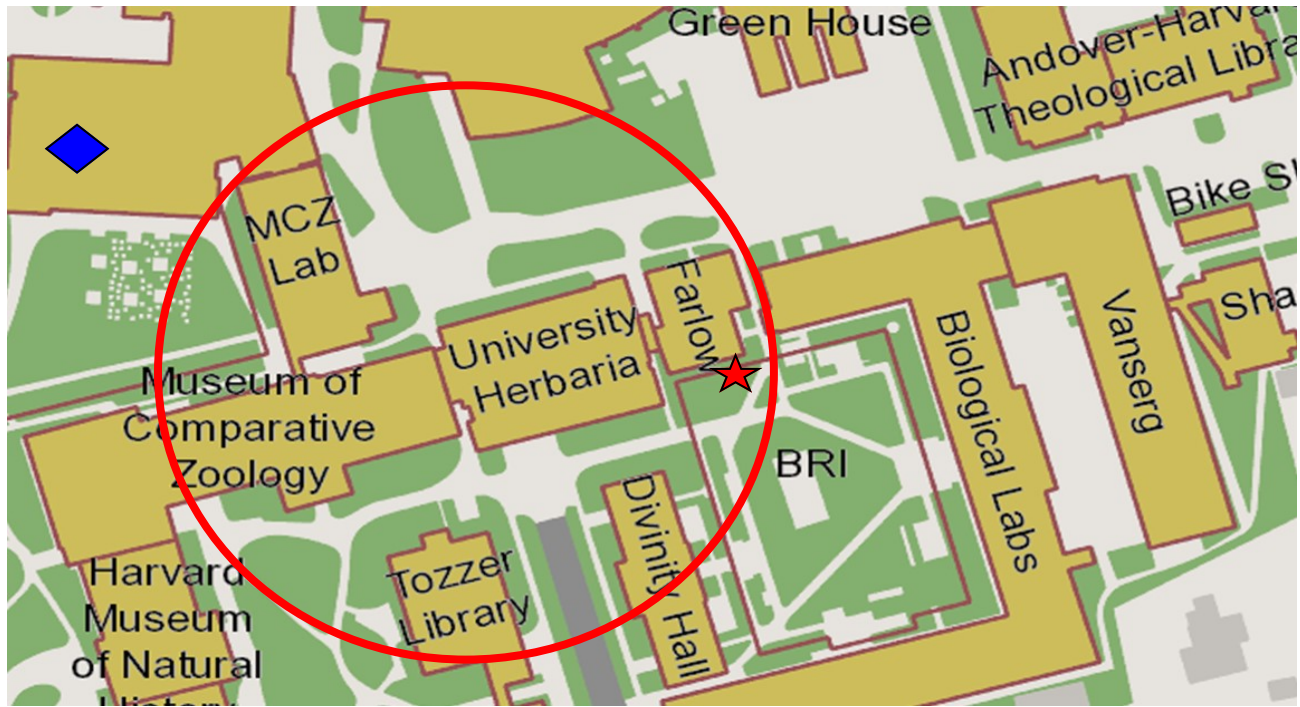 Green House
Andover-Harva
Theological Libra
Bike S
MCZ
Lab
Farlow
University
Herbaria
Sha
Vanserg
Biological Labs
Museum of
Comparative
Zoology
BRI
Divinity Hall
Tozzer
Library
Harvard
Museum
of Natural
History